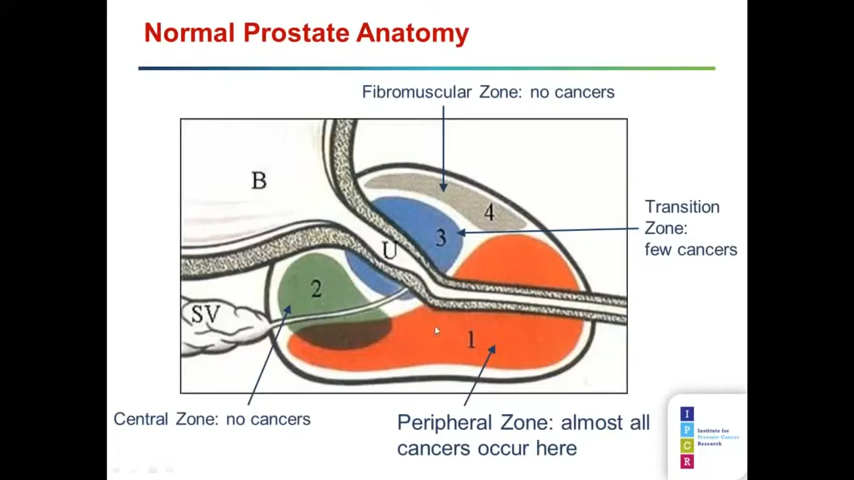 Normal Prostate Anatomy
Fibromuscular Zone: no cancers
B
4
Transition
Zone:
few cancers
3
U
2
SV
1
Central Zone: no cancers
Peripheral Zone: almost all
cancers occur here
I
P
C
R
Institute for
Prostate Cancer
Research